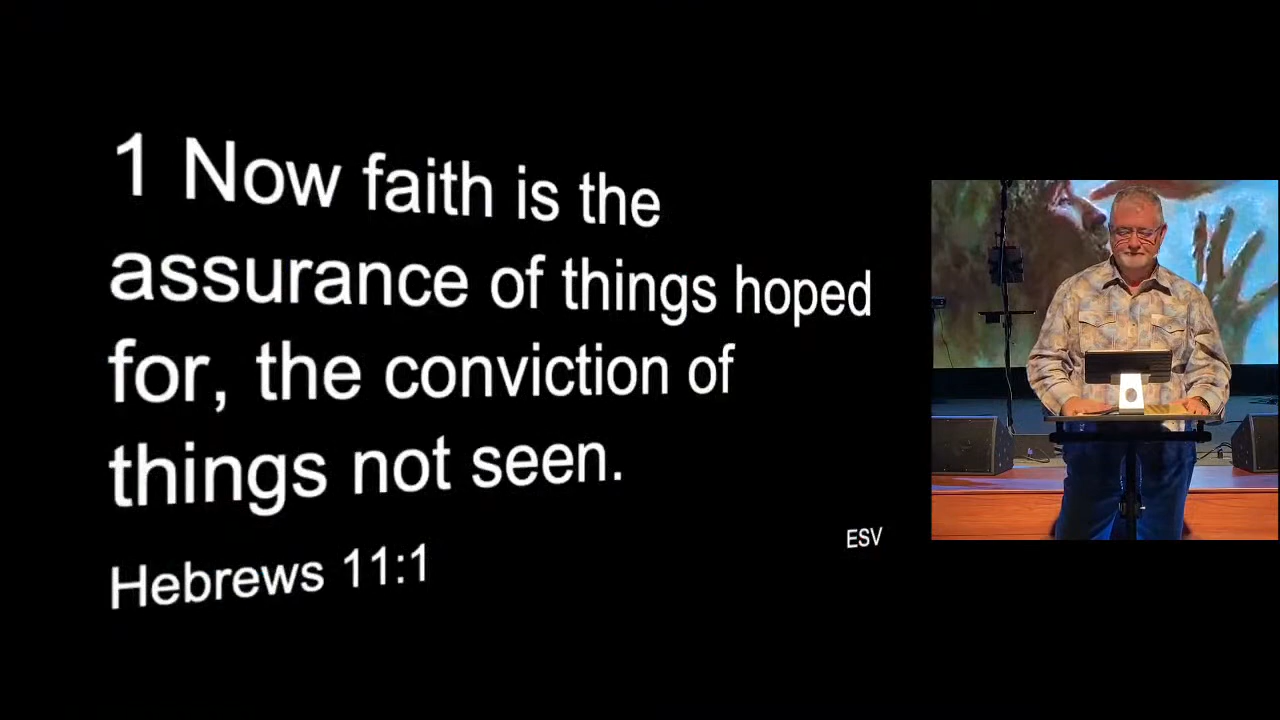 1 Now faith is the
assurance of things hoped
for, the conviction of
things not seen.
Hebrews 11:1
ESV